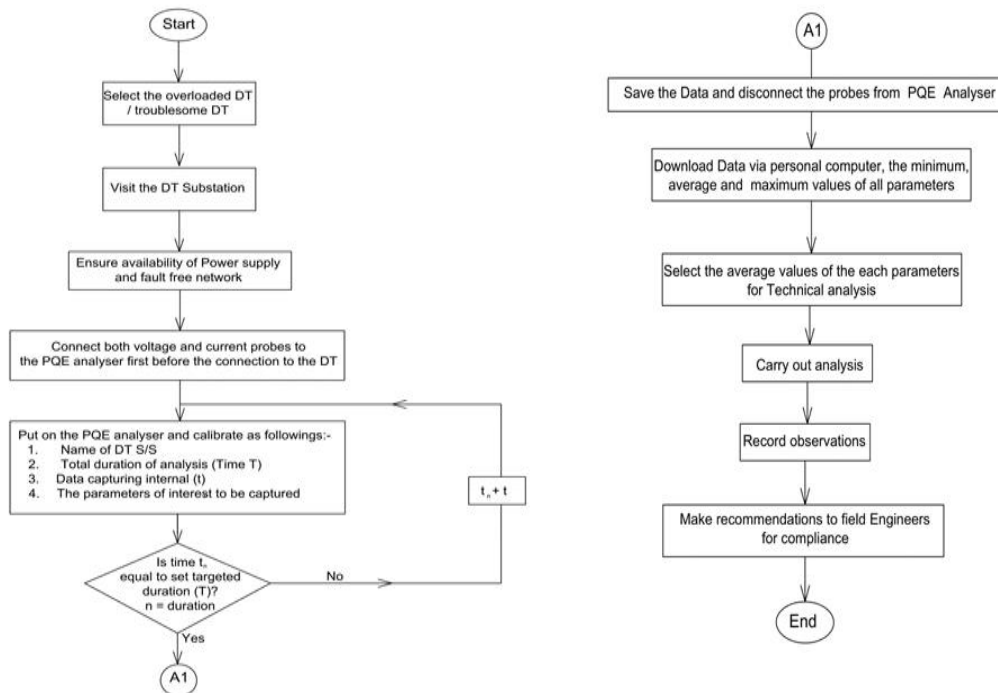 Start
Select the overloaded DT
/ troublesome DT
Visit the DT Substation
Ensure availability of Power supply
and fault free network
Connect both voltage and current probes to
the PQE analyser first before the connection to the DT
Put on the PQE analyser and calibrate as followings:-
1. Name of DT S/S
2. Total duration of analysis (Time T)
3. Data capturing internal (t)
4. The parameters of interest to be captured
tₙ + t
Is time tₙ
equal to set targeted
duration (T)?
n = duration
No
Yes
A1
A1
Save the Data and disconnect the probes from PQE Analyser
Download Data via personal computer, the minimum,
average and maximum values of all parameters
Select the average values of the each parameters
for Technical analysis
Carry out analysis
Record observations
Make recommendations to field Engineers
for compliance
End